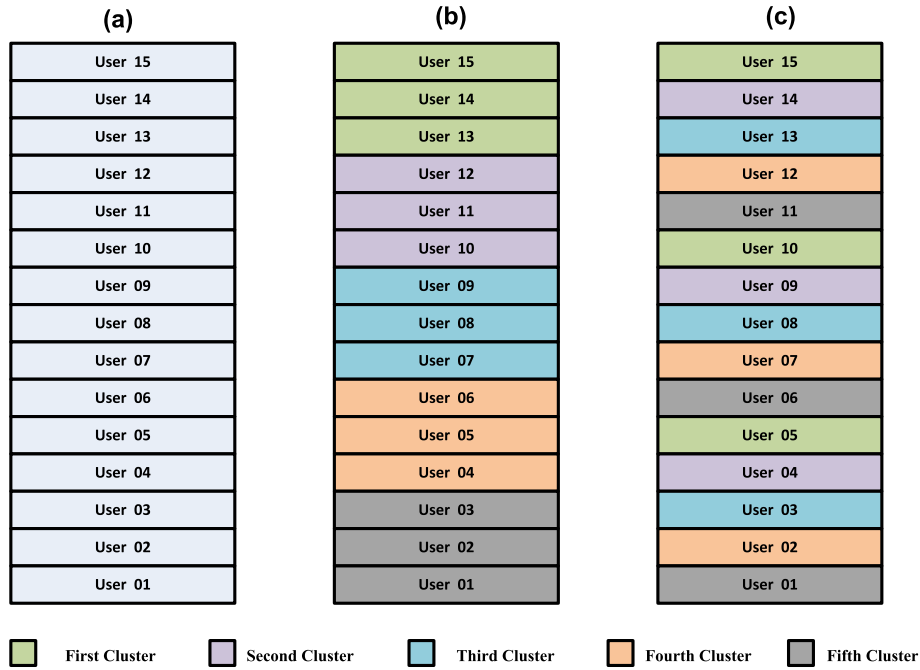 (a) (b) (c)
User 15 User 15 User 15
User 14 User 14 User 14
User 13 User 13 User 13
User 12 User 12 User 12
User 11 User 11 User 11
User 10 User 10 User 10
User 09 User 09 User 09
User 08 User 08 User 08
User 07 User 07 User 07
User 06 User 06 User 06
User 05 User 05 User 05
User 04 User 04 User 04
User 03 User 03 User 03
User 02 User 02 User 02
User 01 User 01 User 01
First Cluster Second Cluster Third Cluster Fourth Cluster Fifth Cluster